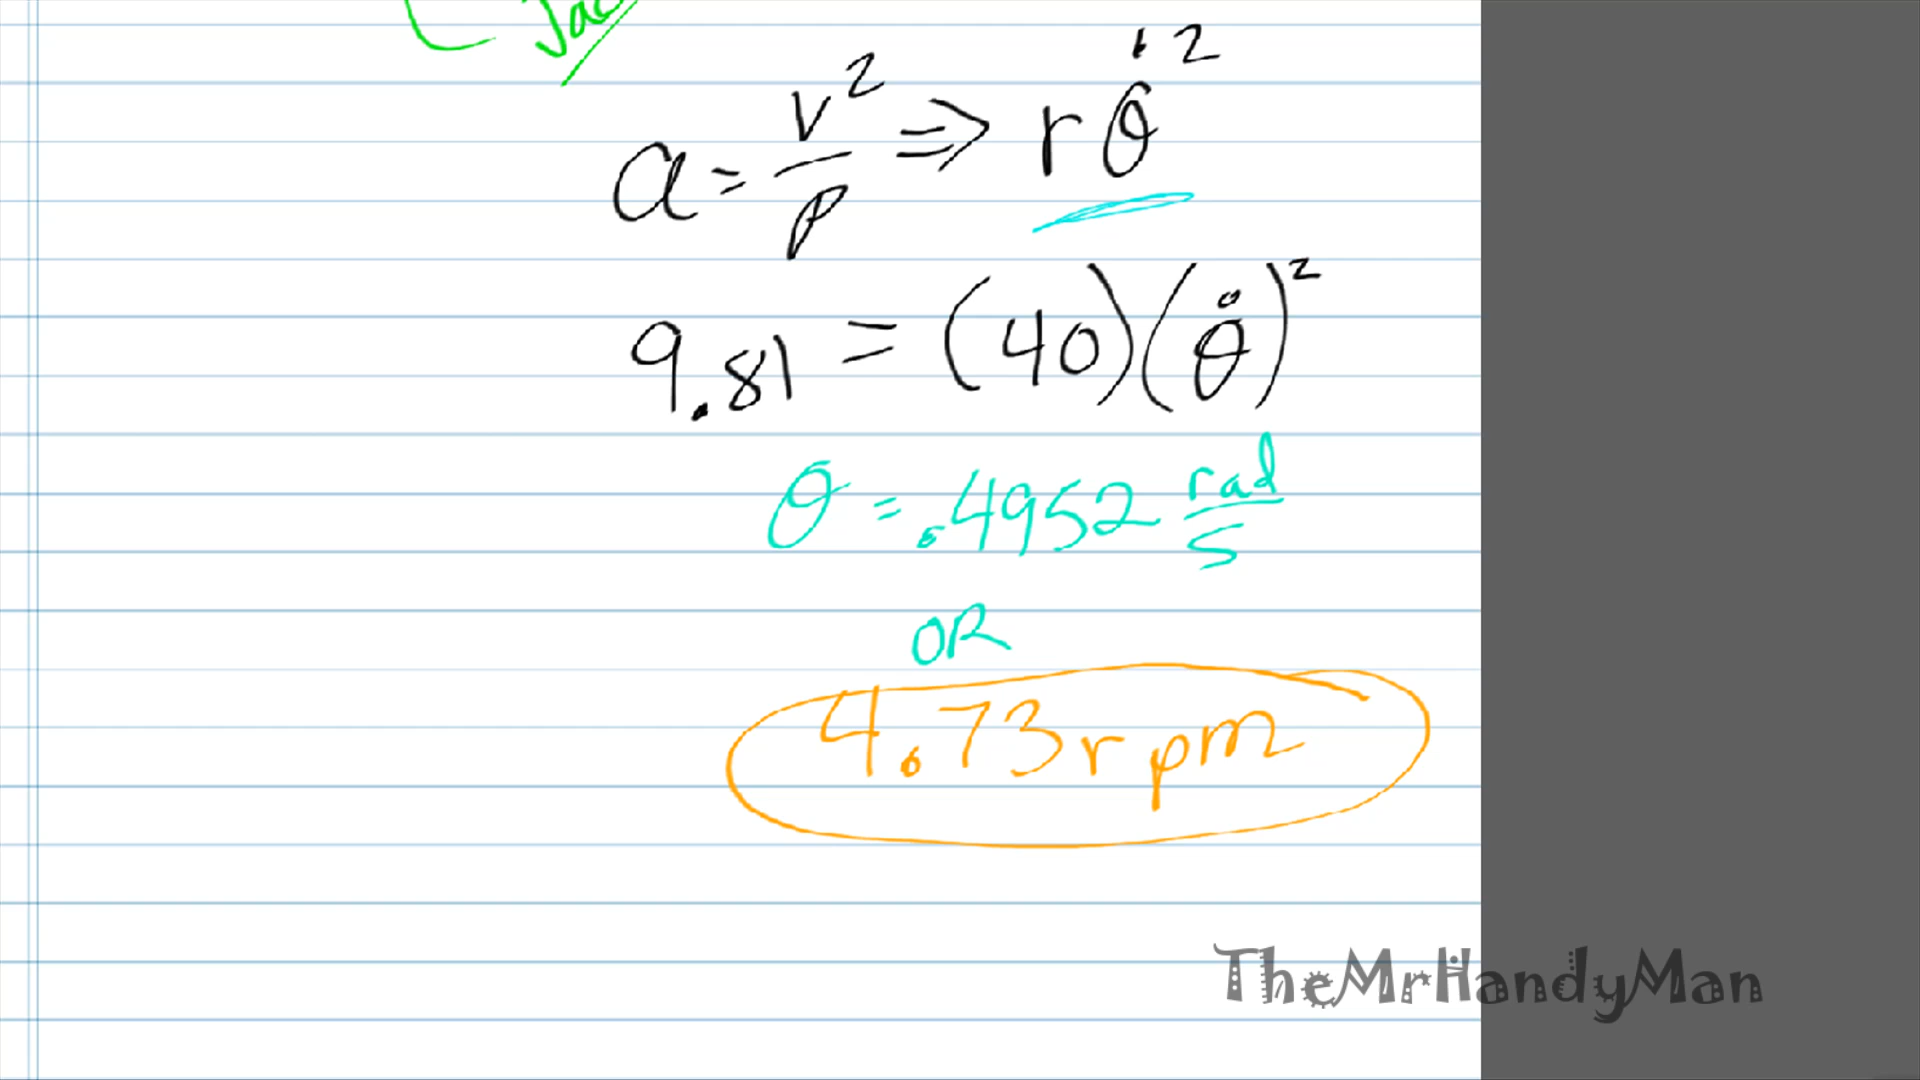 a = v²/ρ ⇒ rθ̇²
9.81 = (40)(θ̇)²
θ = .4952 rad/s
OR
4.73 rpm
TheMrHandyMan